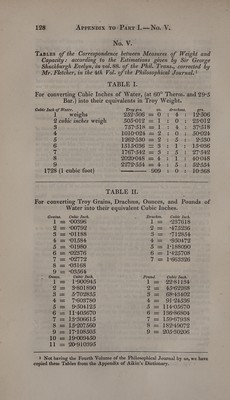 128 APPENDIX TO PART I.—No. V.
No. V.
TABLES of the Correspondence between Measures of Weight and
Capacity: according to the Estimations given by Sir George
Shuckburgh Evelyn, in vol. 88. of the Phil. Trans., corrected by
Mr. Fletcher, in the 4th Vol. of the Philosophical Journal.*
TABLE I.
For converting Cubic Inches of Water, (at 60° Therm. and 29·5
Bar.) into their equivalents in Troy Weight.
Cubic Inch of Water. Troy grs. drachms. grs.
1 weighs 252·506 = 0 : 4 : 12·506
2 cubic inches weigh 505·012 = 1 : 0 : 25·012
3 757·518 = 1 : 4 : 37·518
4 1010·024 = 2 : 0 : 50·024
5 1262·530 = 2 : 5 : 2·530
6 1515·036 = 3 : 1 : 15·036
7 1767·542 = 3 : 5 : 27·542
8 2020·048 = 4 : 1 : 40·048
9 2272·554 = 4 : 5 : 52·554
1728 (1 cubic foot) 909 : 0 : 10·368
TABLE II.
For converting Troy Grains, Drachms, Ounces, and Pounds of
Water into their equivalent Cubic Inches.
Grains Cubic Inch. Drachms Cubic Inch.
1 = ·00396 1 = ·237618
2 = ·00792 2 = ·475236
3 = ·01188 3 = ·712854
4 = ·01584 4 = ·950472
5 = ·01980 5 = 1·188090
6 = ·02376 6 = 1·425708
7 = ·02772 7 = 1·663326
8 = ·03168
9 = ·03564
Ounce Cubic Inch. Pound Cubic Inch.
1 = 1·900945 1 = 22·81134
2 = 3·801890 2 = 45·62268
3 = 5·702835 3 = 68·43402
4 = 7·603780 4 = 91·24536
5 = 9·504725 5 = 114·05670
6 = 11·405670 6 = 136·86804
7 = 13·306615 7 = 159·67938
8 = 15·207560 8 = 182·49072
9 = 17·108505 9 = 205·30206
10 = 19·009450
11 = 20·910395
* Not having the Fourth Volume of the Philosophical Journal by us, we have
copied these Tables from the Appendix of Aikin's Dictionary.